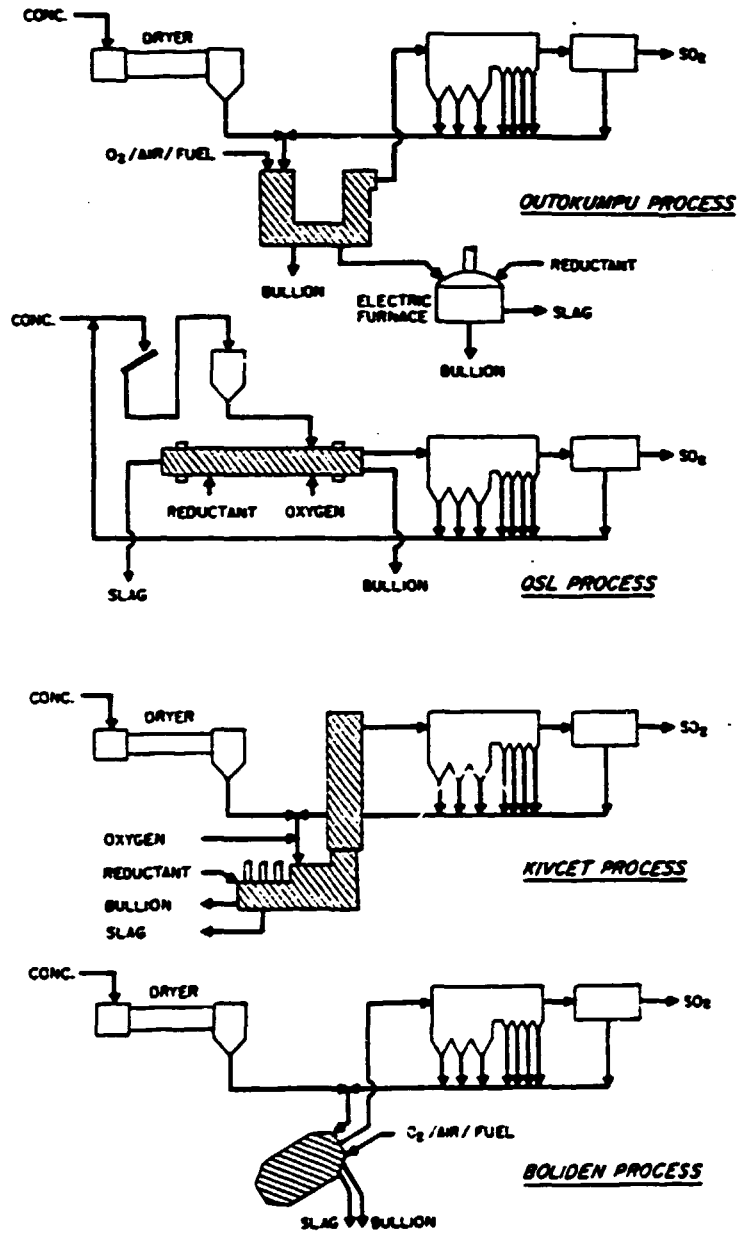 CONC.
DRYER
SO₂
O₂/AIR/FUEL
OUTOKUMPU PROCESS
REDUCTANT
BULLION
ELECTRIC
FURNACE
SLAG
BULLION
CONC.
SO₂
REDUCTANT
OXYGEN
SLAG
BULLION
QSL PROCESS
CONC.
DRYER
SO₂
OXYGEN
REDUCTANT
KIVCET PROCESS
BULLION
SLAG
CONC.
DRYER
SO₂
O₂/AIR/FUEL
BOLIDEN PROCESS
SLAG
BULLION